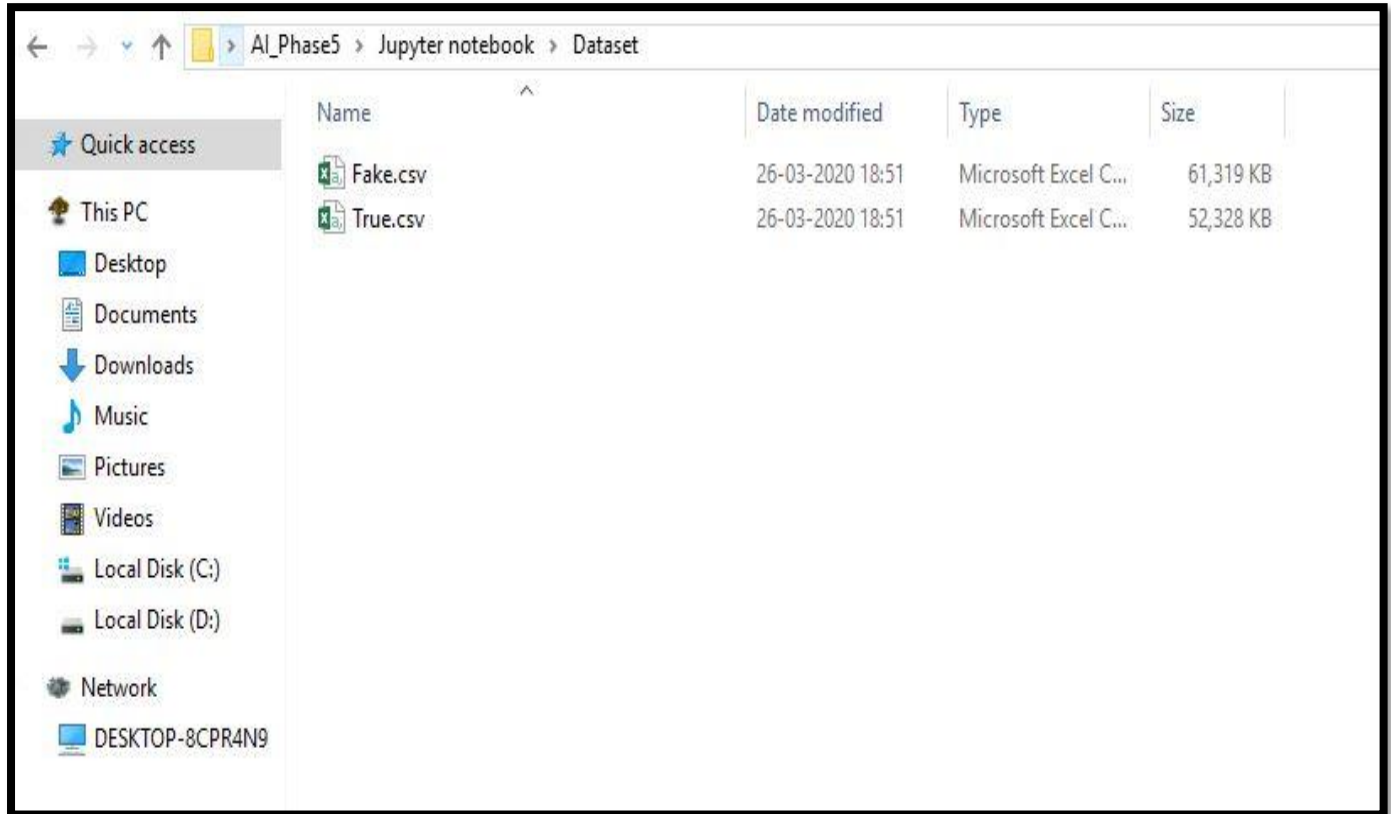 AI_Phase5 > Jupyter notebook > Dataset
Name Date modified Type Size
Quick access
Fake.csv 26-03-2020 18:51 Microsoft Excel C... 61,319 KB
True.csv 26-03-2020 18:51 Microsoft Excel C... 52,328 KB
This PC
Desktop
Documents
Downloads
Music
Pictures
Videos
Local Disk (C:)
Local Disk (D:)
Network
DESKTOP-8CPR4N9